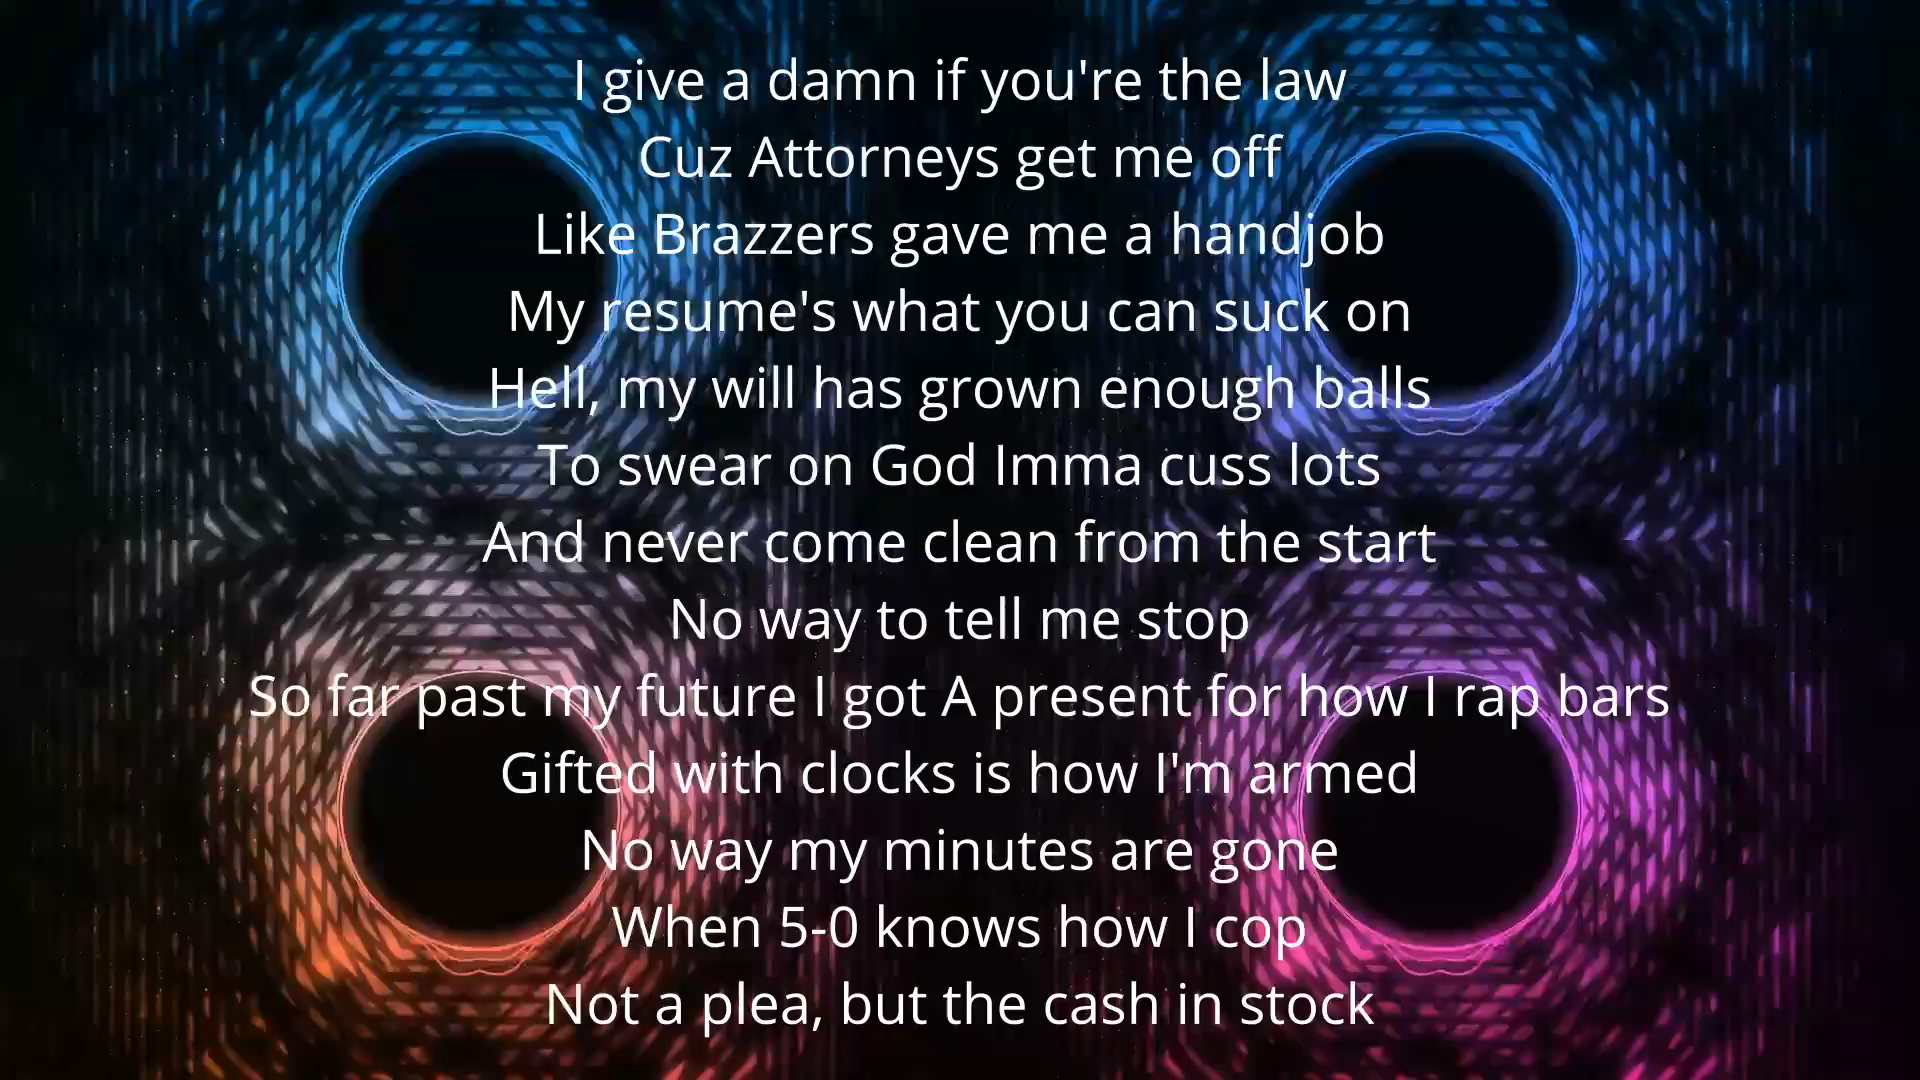 I give a damn if you're the law
Cuz Attorneys get me off
Like Brazzers gave me a handjob
My resume's what you can suck on
Hell, my will has grown enough balls
To swear on God Imma cuss lots
And never come clean from the start
No way to tell me stop
So far past my future I got A present for how I rap bars
Gifted with clocks is how I'm armed
No way my minutes are gone
When 5-0 knows how I cop
Not a plea, but the cash in stock